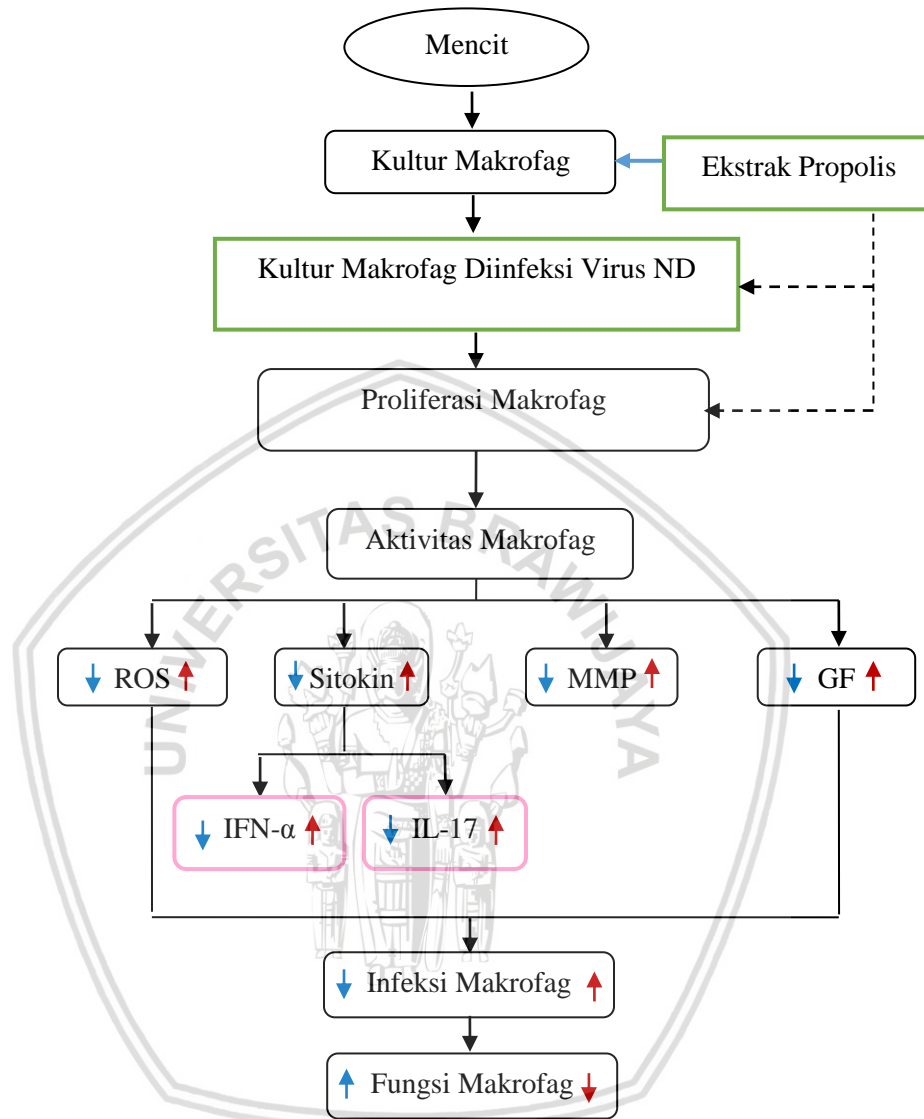 Mencit
Kultur Makrofag
Ekstrak Propolis
Kultur Makrofag Diinfeksi Virus ND
Proliferasi Makrofag
UNIVERSITAS BRAWIJAYA
Aktivitas Makrofag
ROS
Sitokin
MMP
GF
IFN-α
IL-17
Infeksi Makrofag
Fungsi Makrofag